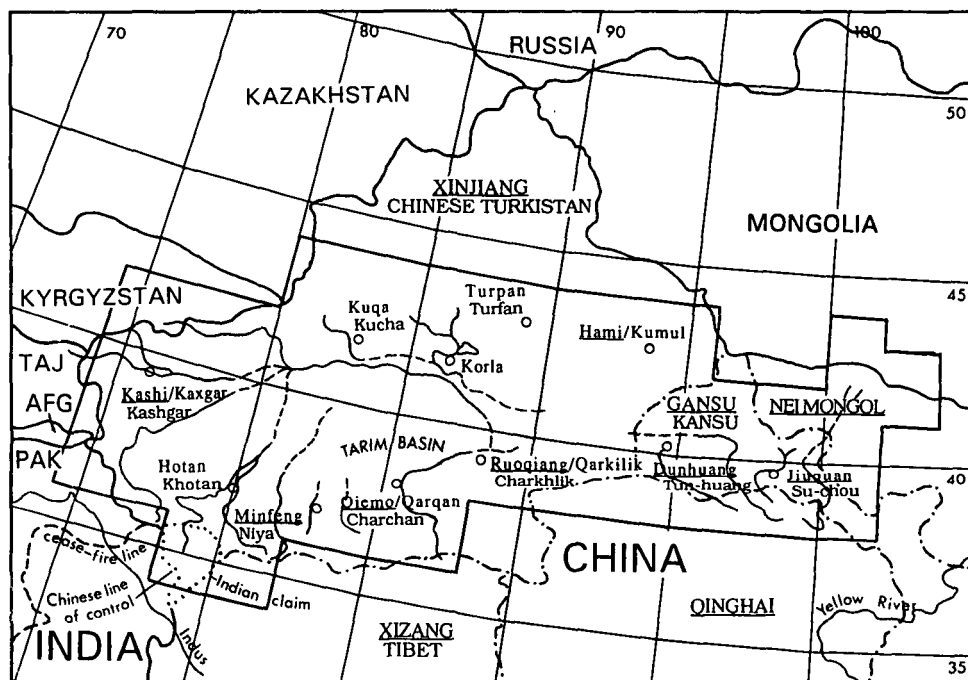 70
80
90
100
RUSSIA
KAZAKHSTAN
50
XINJIANG
CHINESE TURKISTAN
MONGOLIA
45
KYRGYZSTAN
Turpan
Turfan
Kuqa
Kucha
Hami/Kumul
Korla
TAJ
Kashi/Kaxgar
Kashgar
AFG
GANSU
KANSU
NEI MONGOL
PAK
TARIM BASIN
Hotan
Khotan
Ruoqiang/Qarkilik
Charkhlik
Dunhuang
Tun-huang
Jiuquan
Su-chou
40
Minfeng
Niya
Qiemo/Qarqan
Charchan
cease-fire line
CHINA
Chinese line
of control
Indian claim
QINGHAI
Yellow River
INDIA
Indus
XIZANG
TIBET
35